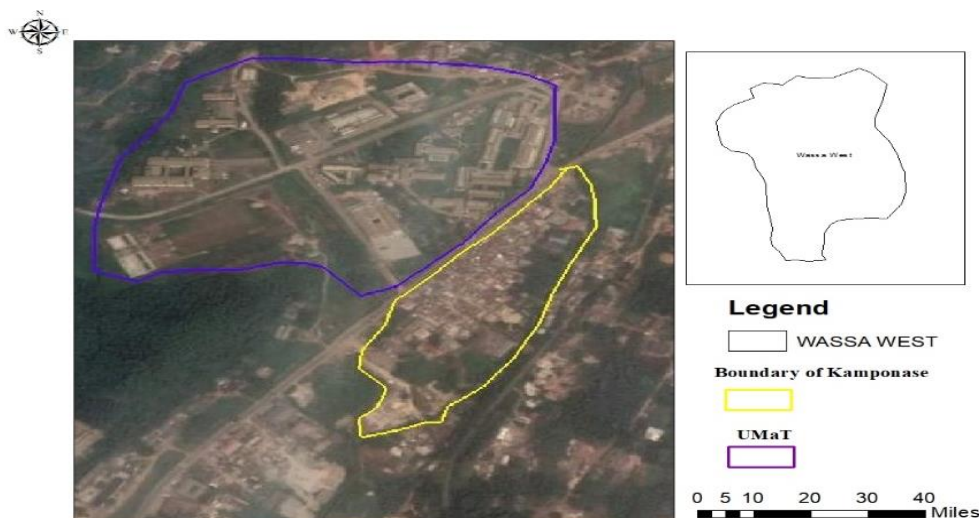 N
W E
S
Wassa West
Legend
WASSA WEST
Boundary of Kamponase
UMaT
0 5 10 20 30 40
Miles